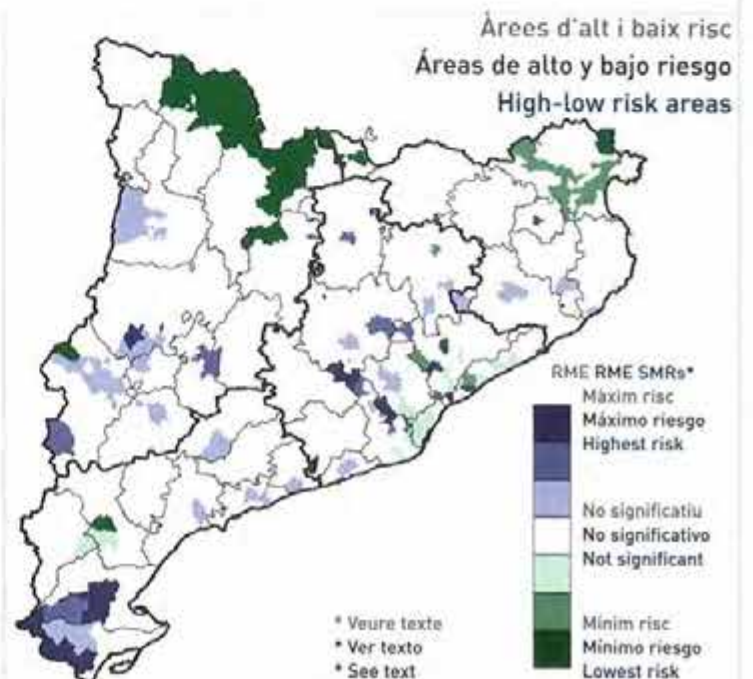 Àrees d'alt i baix risc
Áreas de alto y bajo riesgo
High-low risk areas
RME RME SMRs*
Màxim risc
Máximo riesgo
Highest risk
No significatiu
No significativo
Not significant
Mínim risc
Mínimo riesgo
Lowest risk
* Veure texte
* Ver texto
* See text